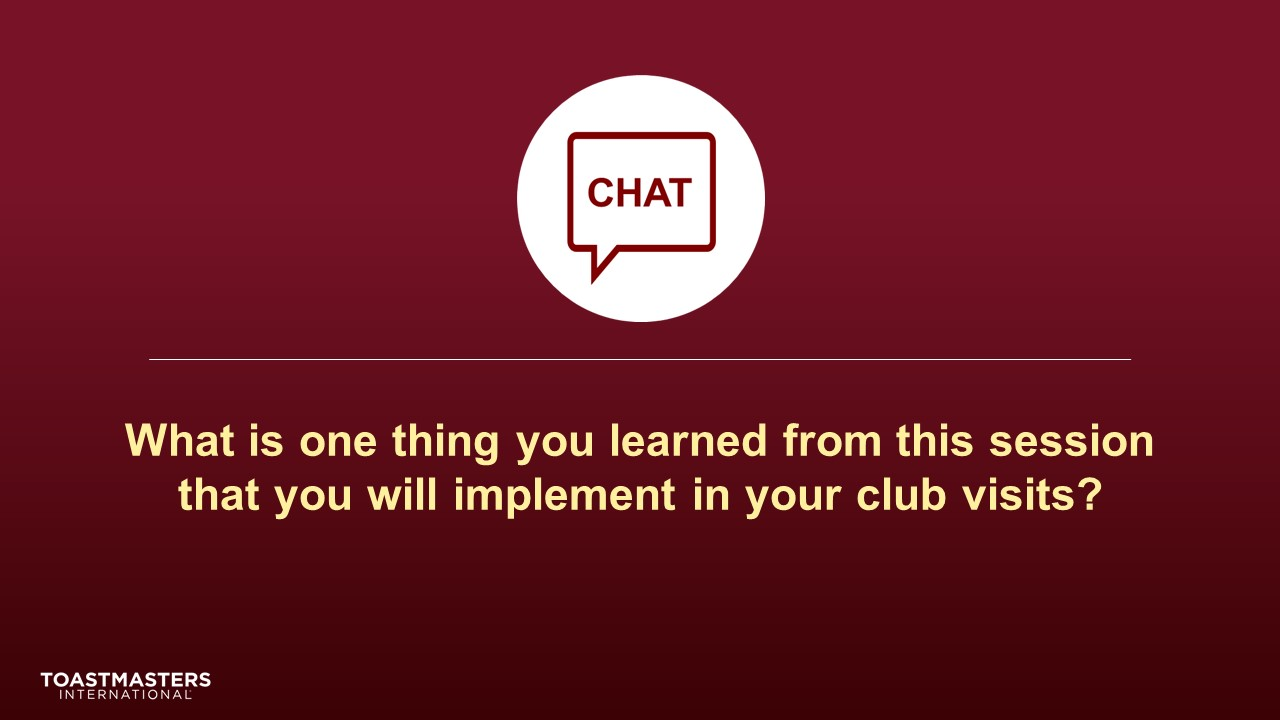 CHAT
What is one thing you learned from this session
that you will implement in your club visits?
TOASTMASTERS
INTERNATIONAL